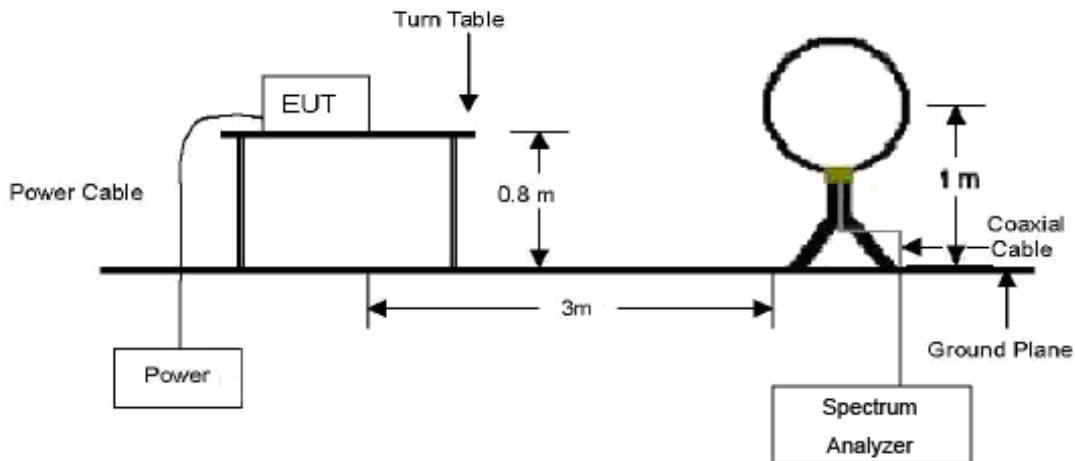 Turn Table
EUT
Power Cable
0.8 m
1 m
Coaxial
Cable
3m
Ground Plane
Power
Spectrum
Analyzer